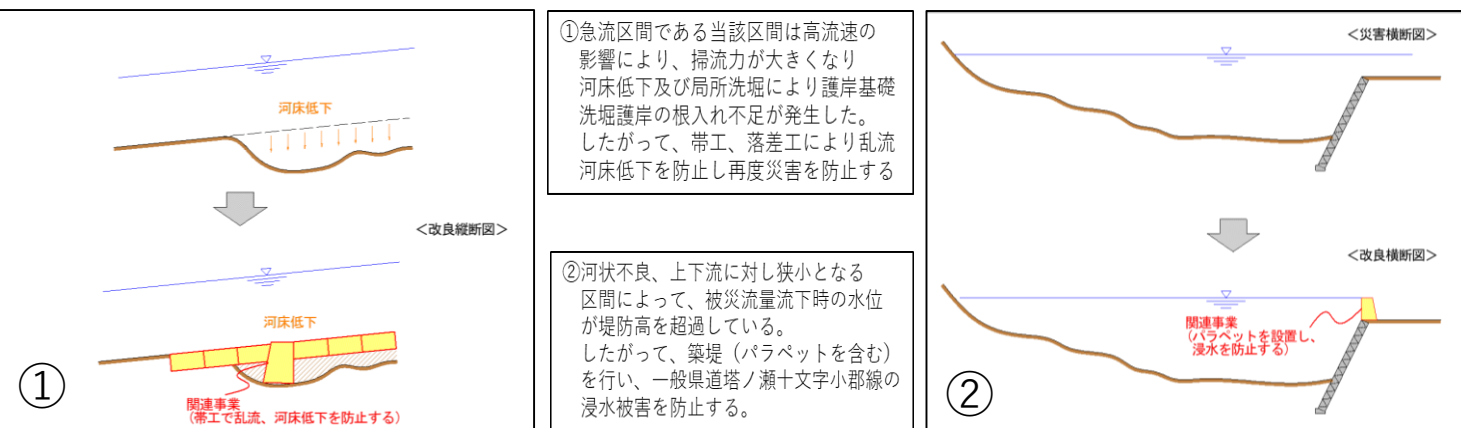 河床低下
<改良縦断図>
河床低下
関連事業
(帯工で乱流、河床低下を防止する)
①
①急流区間である当該区間は高流速の
影響により、掃流力が大きくなり
河床低下及び局所洗堀により護岸基礎
洗堀護岸の根入れ不足が発生した。
したがって、帯工、落差工により乱流
河床低下を防止し再度災害を防止する
②河状不良、上下流に対し狭小となる
区間によって、被災流量流下時の水位
が堤防高を超過している。
したがって、築堤（パラペットを含む）
を行い、一般県道塔ノ瀬十文字小郡線の
浸水被害を防止する。
<災害横断図>
<改良横断図>
関連事業
(パラペットを設置し、
浸水を防止する)
②